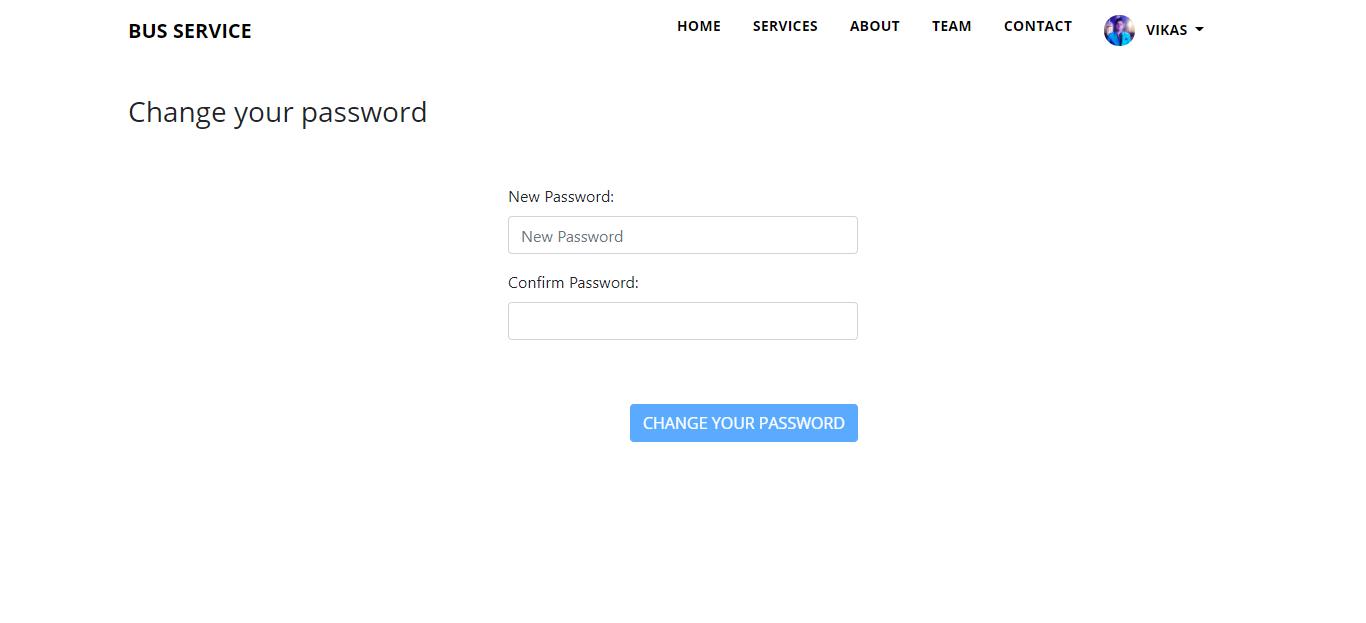 BUS SERVICE HOME SERVICES ABOUT TEAM CONTACT VIKAS
Change your password
New Password:
New Password
Confirm Password:
CHANGE YOUR PASSWORD